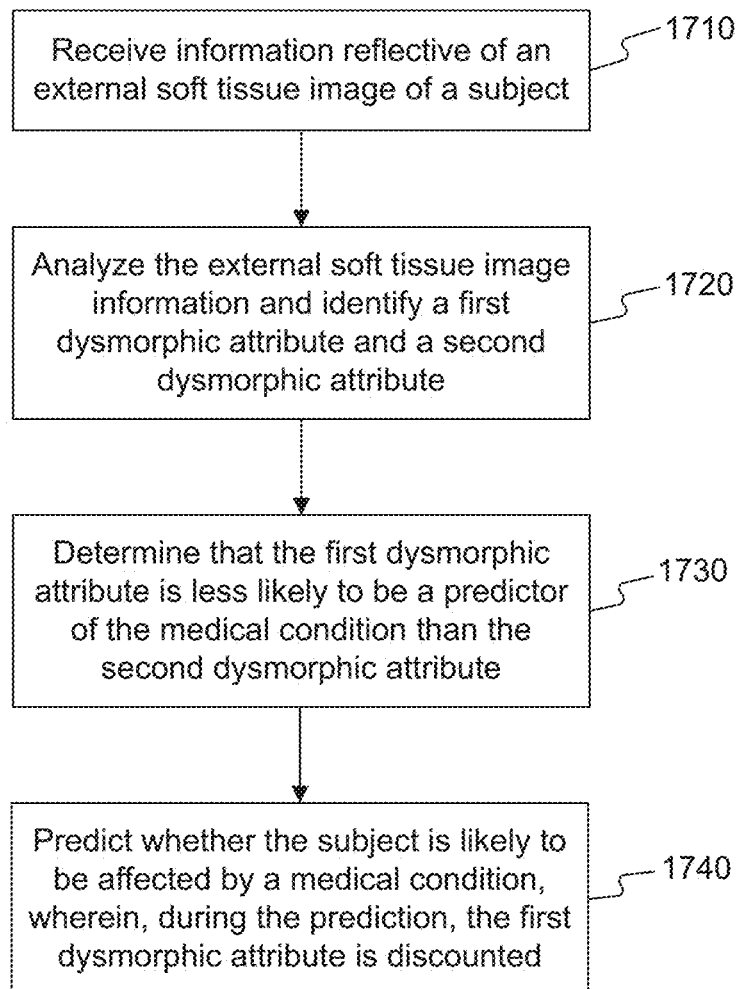 Receive information reflective of an
external soft tissue image of a subject
1710
Analyze the external soft tissue image
information and identify a first
dysmorphic attribute and a second
dysmorphic attribute
1720
Determine that the first dysmorphic
attribute is less likely to be a predictor
of the medical condition than the
second dysmorphic attribute
1730
Predict whether the subject is likely to
be affected by a medical condition,
wherein, during the prediction, the first
dysmorphic attribute is discounted
1740